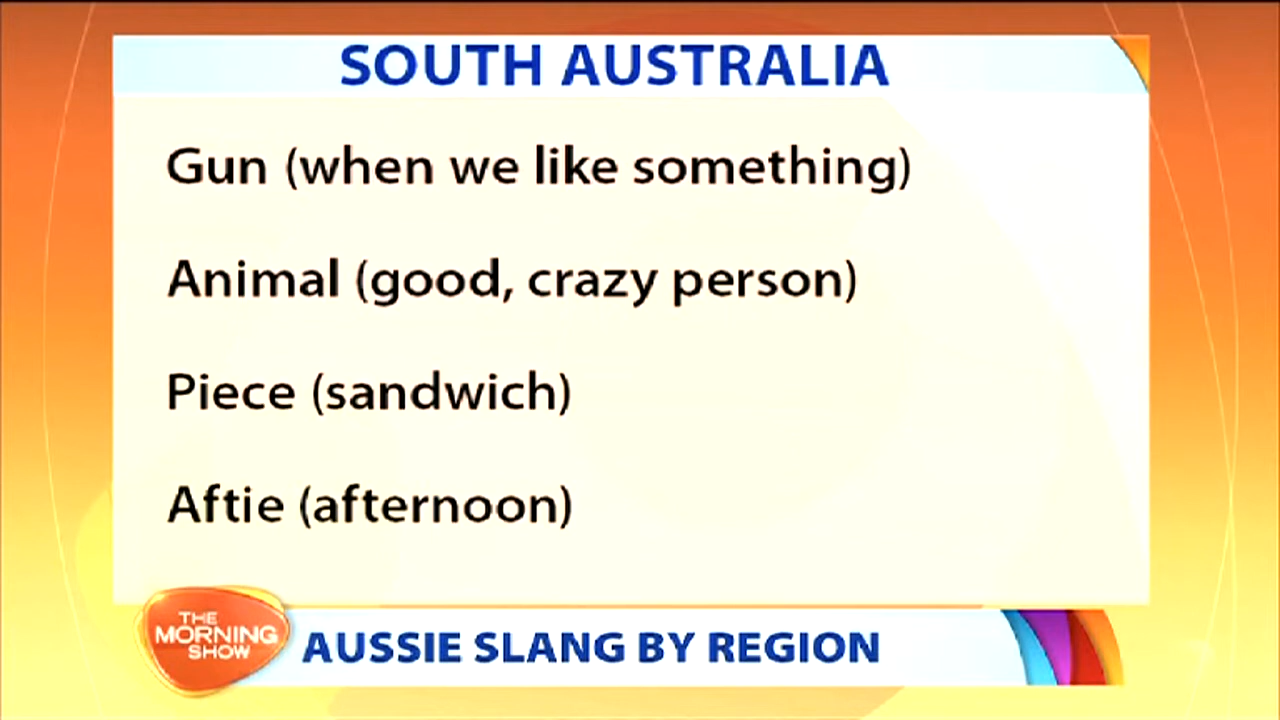 SOUTH AUSTRALIA
Gun (when we like something)
Animal (good, crazy person)
Piece (sandwich)
Aftie (afternoon)
THE
MORNING
SHOW
AUSSIE SLANG BY REGION